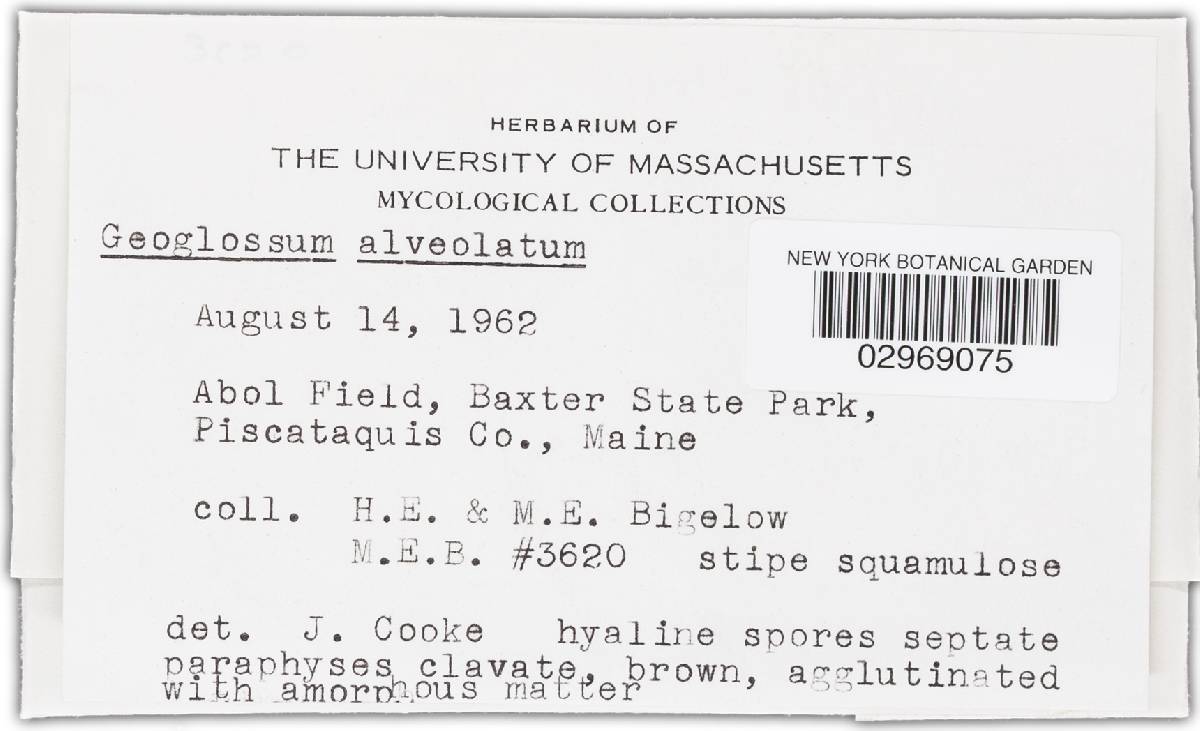 HERBARIUM OF
THE UNIVERSITY OF MASSACHUSETTS
MYCOLOGICAL COLLECTIONS
Geoglossum alveolatum
NEW YORK BOTANICAL GARDEN
02969075
August 14, 1962
Abol Field, Baxter State Park,
Piscataquis Co., Maine
coll. H.E. & M.E. Bigelow
M.E.B. #3620 stipe squamulose
det. J. Cooke hyaline spores septate
paraphyses clavate, brown, agglutinated
with amorphous matter